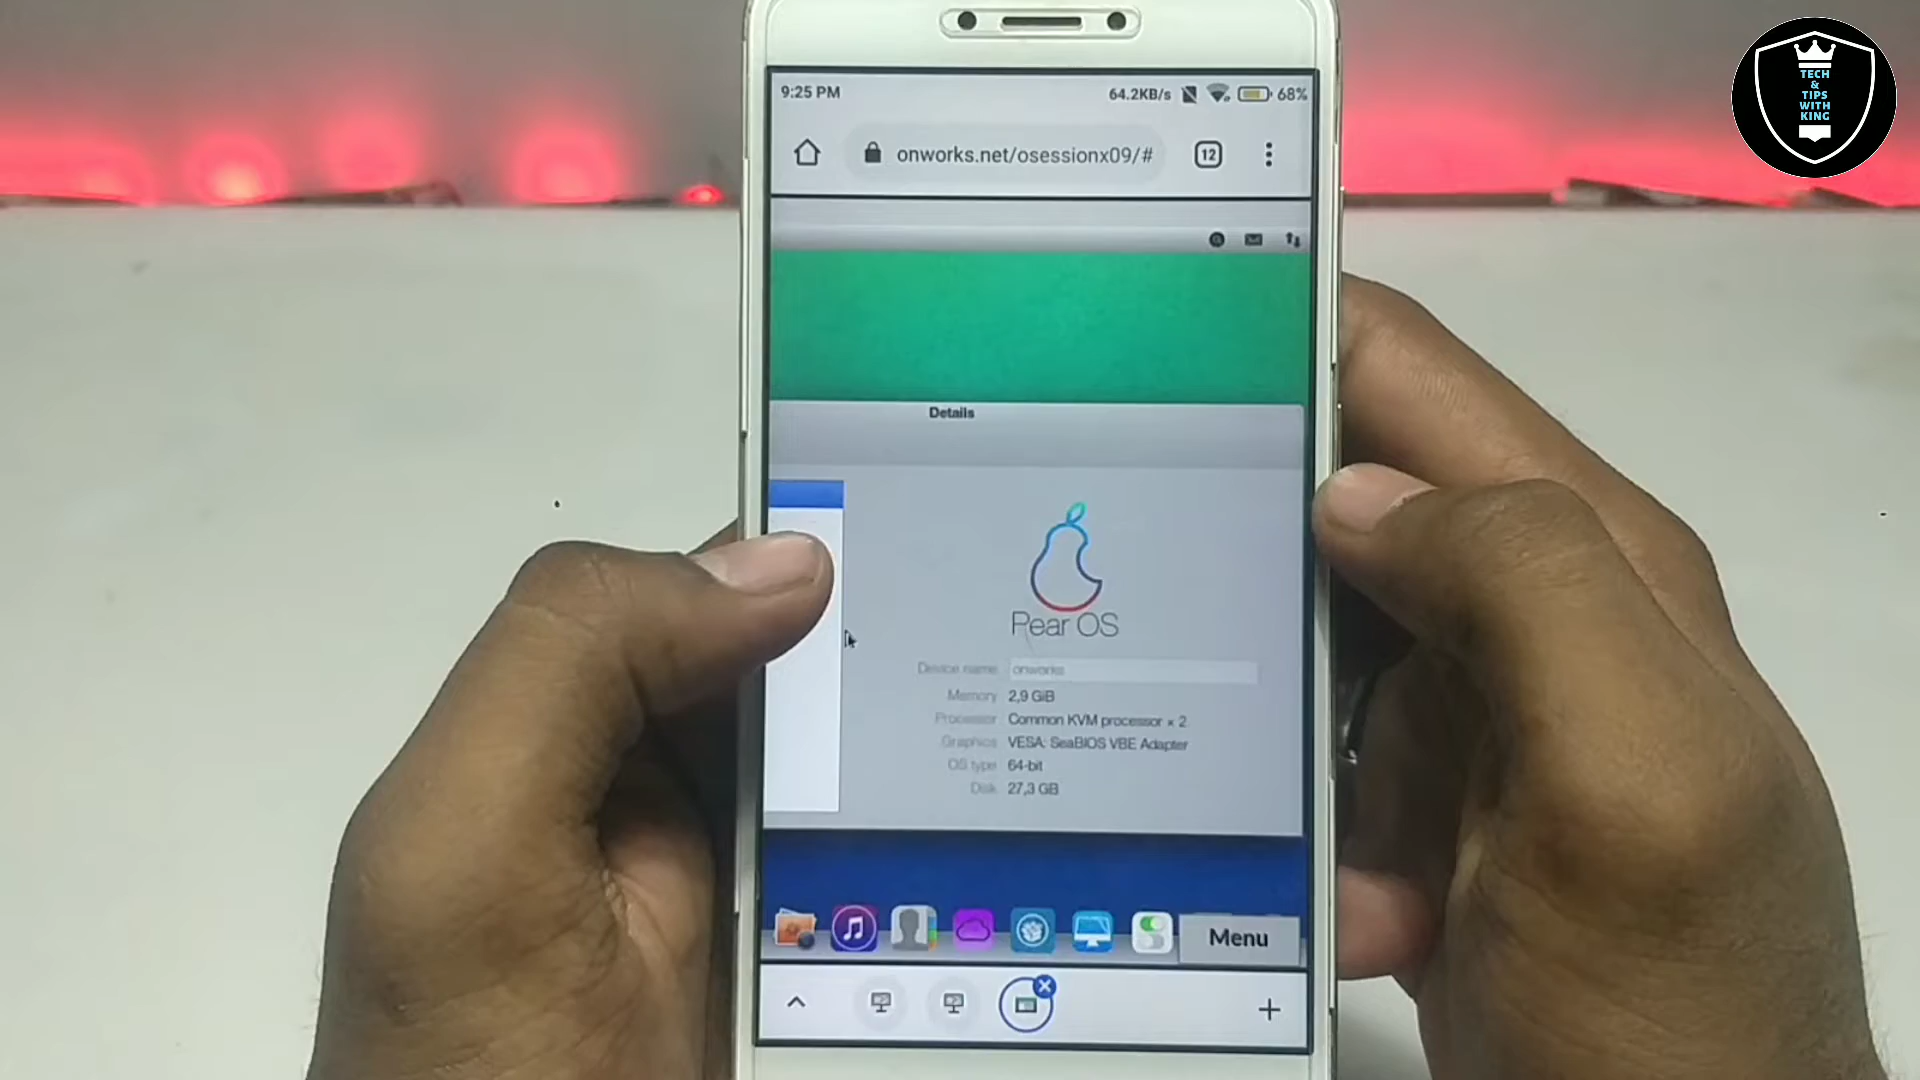 TECH
&
TIPS
WITH
KING
9:25 PM
64.2KB/s
68%
onworks.net/osessionx09/#
12
Details
Pear OS
Device name onworks
Memory 2,9 GiB
Processor Common KVM processor × 2
Graphics VESA: SeaBIOS VBE Adapter
OS type 64-bit
Disk 27,3 GB
Menu